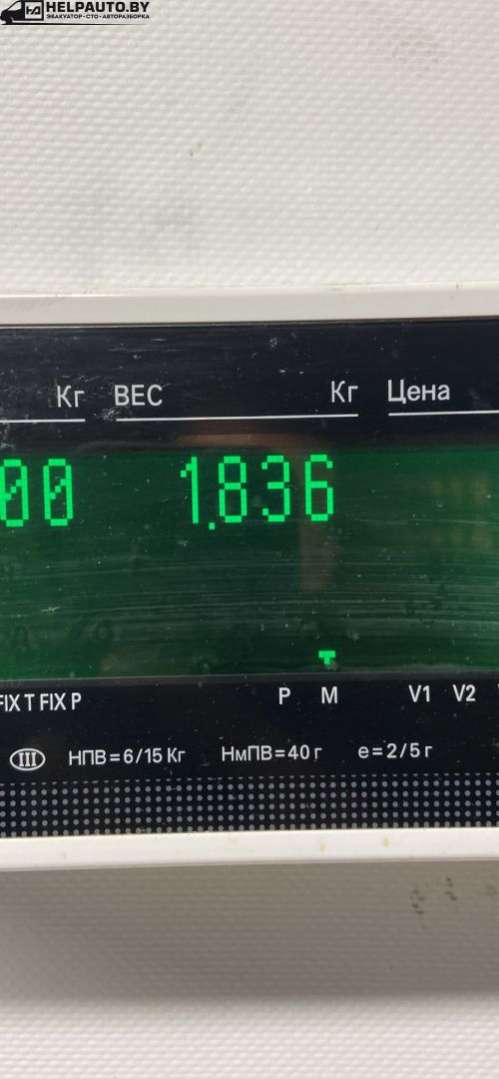 HELPAUTO.BY
ЭВАКУАТОР·СТО·АВТОРАЗБОРКА
Кг ВЕС Кг Цена
00 1.836
FIX T FIX P P M V1 V2
III НПВ=6/15 Кг НмПВ=40 г e=2/5 г